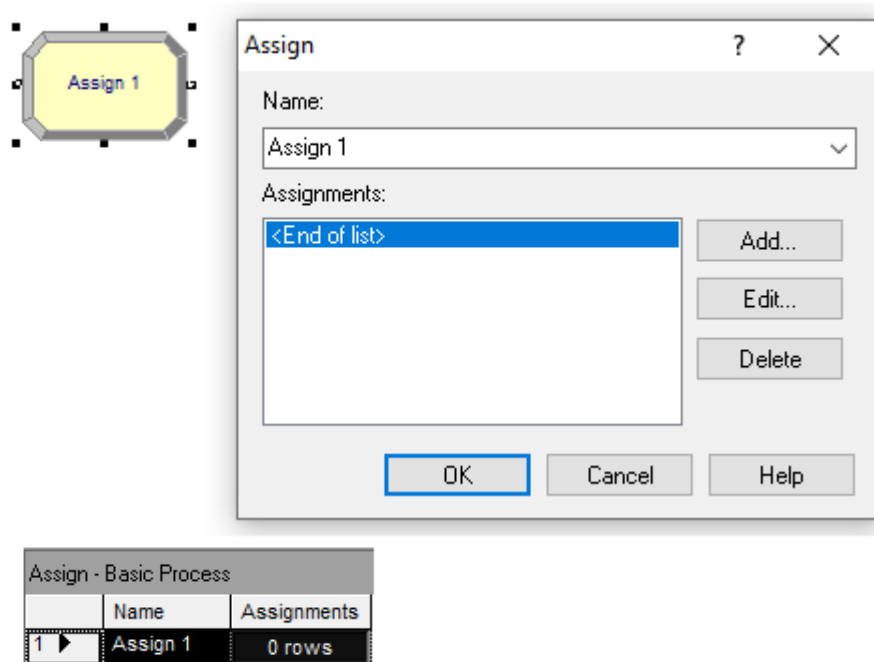 Assign 1
Assign ? X
Name:
Assign 1
Assignments:
<End of list>
Add...
Edit...
Delete
OK Cancel Help
Assign - Basic Process
Name Assignments
1 Assign 1 0 rows